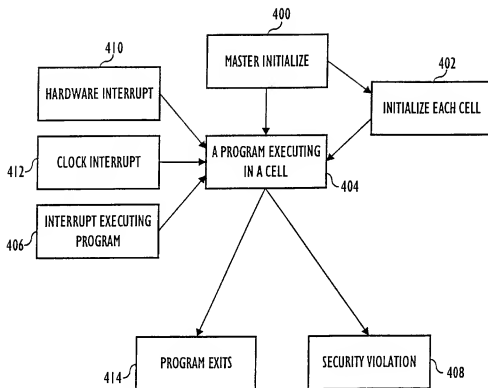 400
MASTER INITIALIZE
402
INITIALIZE EACH CELL
410
HARDWARE INTERRUPT
412
CLOCK INTERRUPT
A PROGRAM EXECUTING
IN A CELL
404
INTERRUPT EXECUTING
PROGRAM
406
PROGRAM EXITS
414
SECURITY VIOLATION
408